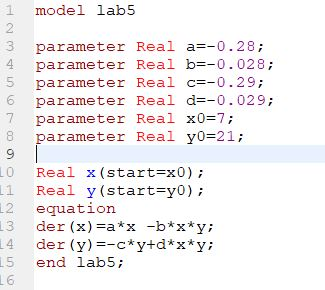 1 model lab5
2
3 parameter Real a=-0.28;
4 parameter Real b=-0.028;
5 parameter Real c=-0.29;
6 parameter Real d=-0.029;
7 parameter Real x0=7;
8 parameter Real y0=21;
9
10 Real x(start=x0);
11 Real y(start=y0);
12 equation
13 der(x)=a*x -b*x*y;
14 der(y)=-c*y+d*x*y;
15 end lab5;
16